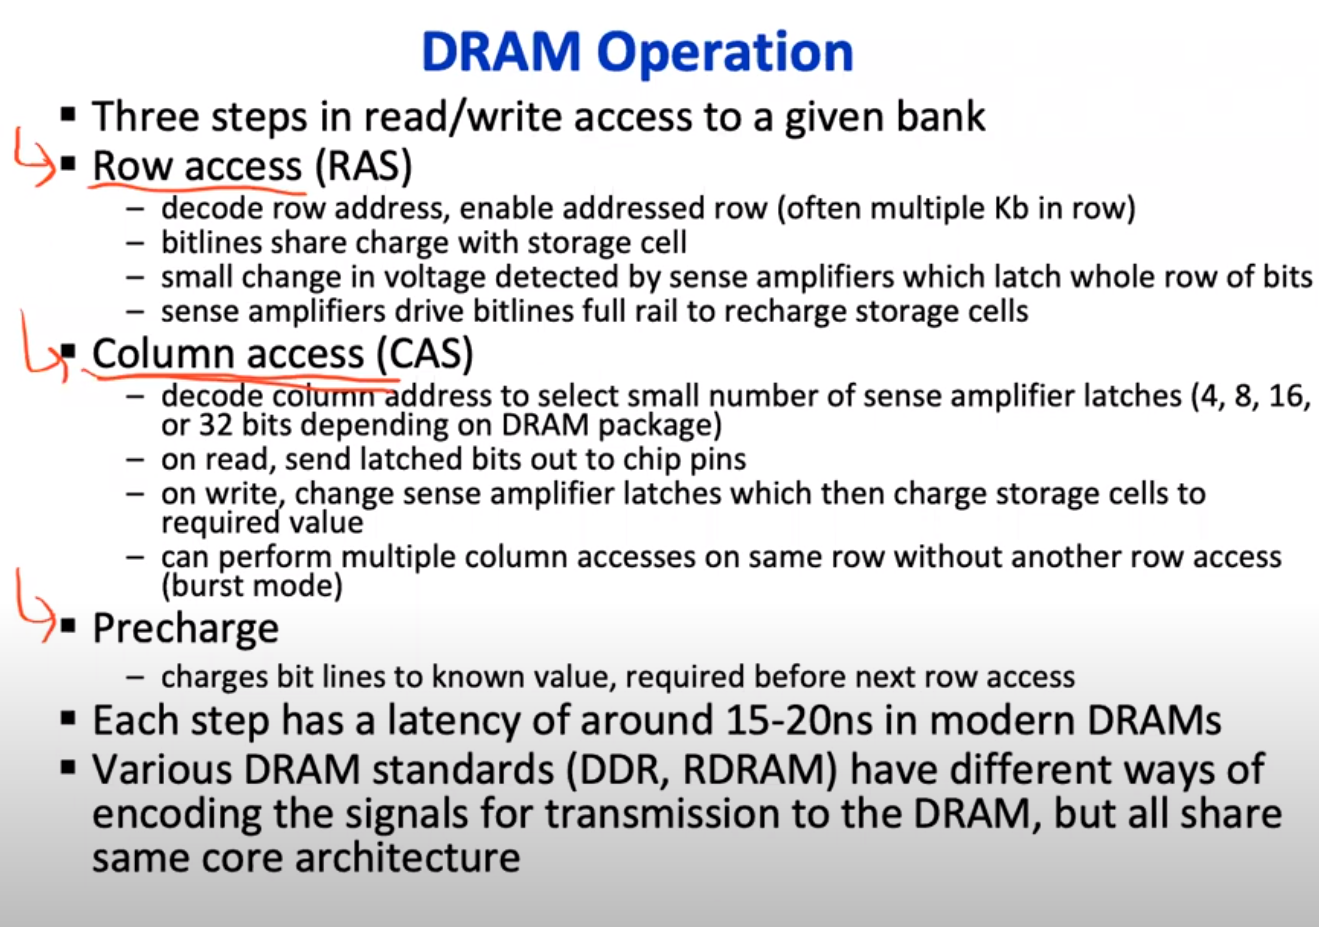 DRAM Operation
▪ Three steps in read/write access to a given bank
▪ Row access (RAS)
– decode row address, enable addressed row (often multiple Kb in row)
– bitlines share charge with storage cell
– small change in voltage detected by sense amplifiers which latch whole row of bits
– sense amplifiers drive bitlines full rail to recharge storage cells
▪ Column access (CAS)
– decode column address to select small number of sense amplifier latches (4, 8, 16,
or 32 bits depending on DRAM package)
– on read, send latched bits out to chip pins
– on write, change sense amplifier latches which then charge storage cells to
required value
– can perform multiple column accesses on same row without another row access
(burst mode)
▪ Precharge
– charges bit lines to known value, required before next row access
▪ Each step has a latency of around 15-20ns in modern DRAMs
▪ Various DRAM standards (DDR, RDRAM) have different ways of
encoding the signals for transmission to the DRAM, but all share
same core architecture